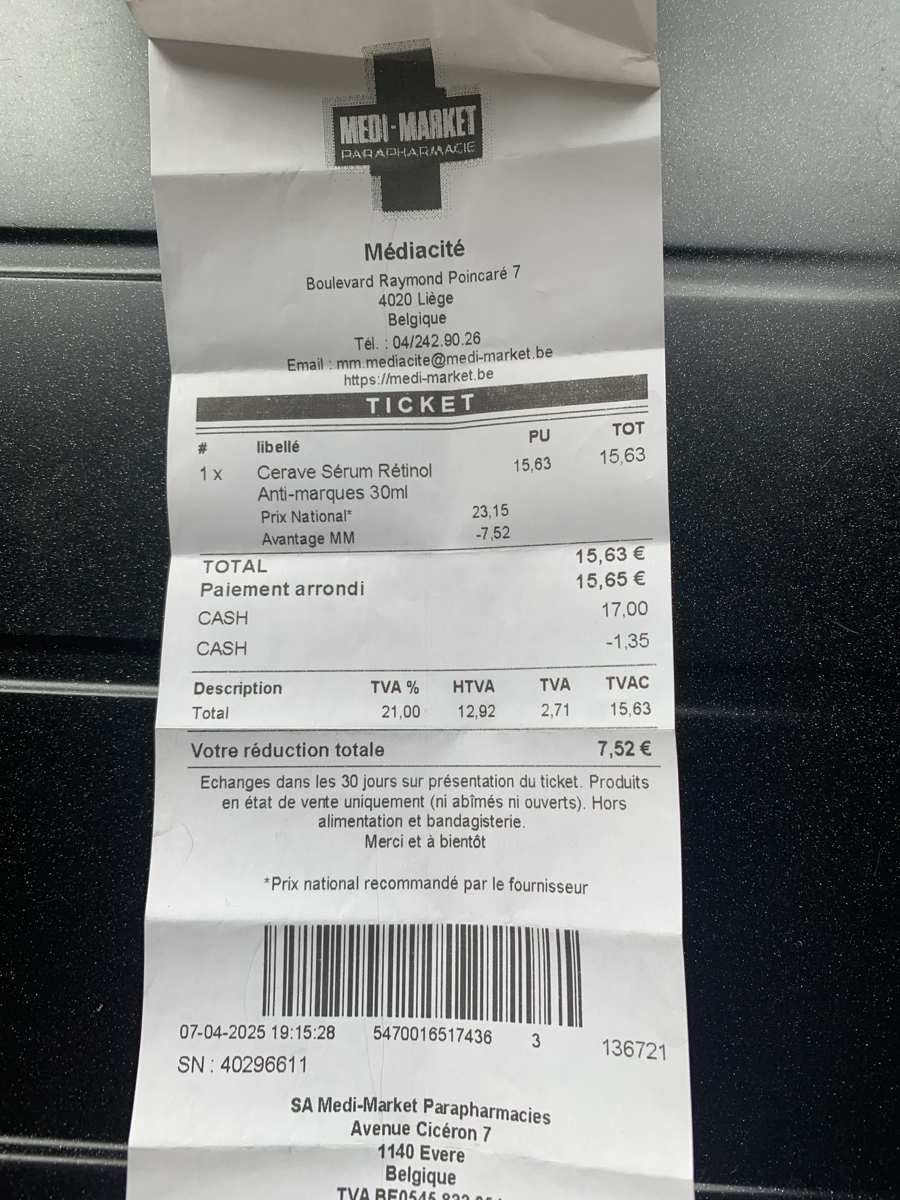 MEDI-MARKET
PARAPHARMACIE
Médiacité
Boulevard Raymond Poincaré 7
4020 Liège
Belgique
Tél. : 04/242.90.26
Email : mm.mediacite@medi-market.be
https://medi-market.be
TICKET
# libellé PU TOT
1 x Cerave Sérum Rétinol 15,63 15,63
Anti-marques 30ml
Prix National* 23,15
Avantage MM -7,52
TOTAL 15,63 €
Paiement arrondi 15,65 €
CASH 17,00
CASH -1,35
Description TVA % HTVA TVA TVAC
Total 21,00 12,92 2,71 15,63
Votre réduction totale 7,52 €
Echanges dans les 30 jours sur présentation du ticket. Produits
en état de vente uniquement (ni abîmés ni ouverts). Hors
alimentation et bandagisterie.
Merci et à bientôt
*Prix national recommandé par le fournisseur
07-04-2025 19:15:28 5470016517436 3 136721
SN : 40296611
SA Medi-Market Parapharmacies
Avenue Cicéron 7
1140 Evere
Belgique
TVA